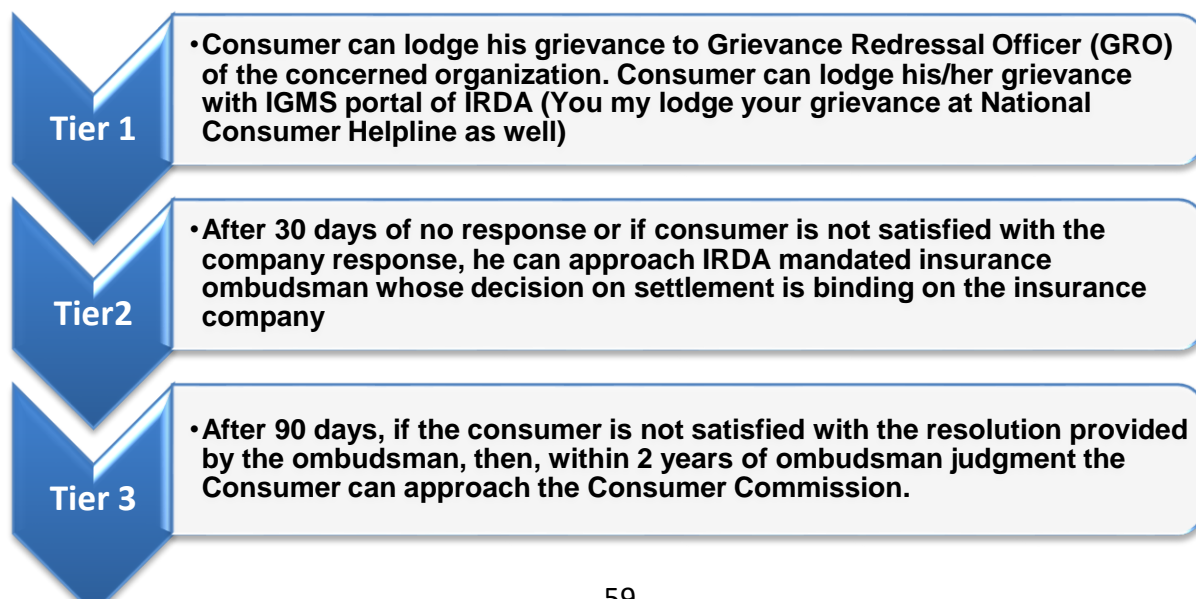 Tier 1
•Consumer can lodge his grievance to Grievance Redressal Officer (GRO)
of the concerned organization. Consumer can lodge his/her grievance
with IGMS portal of IRDA (You my lodge your grievance at National
Consumer Helpline as well)
Tier2
•After 30 days of no response or if consumer is not satisfied with the
company response, he can approach IRDA mandated insurance
ombudsman whose decision on settlement is binding on the insurance
company
Tier 3
•After 90 days, if the consumer is not satisfied with the resolution provided
by the ombudsman, then, within 2 years of ombudsman judgment the
Consumer can approach the Consumer Commission.
59